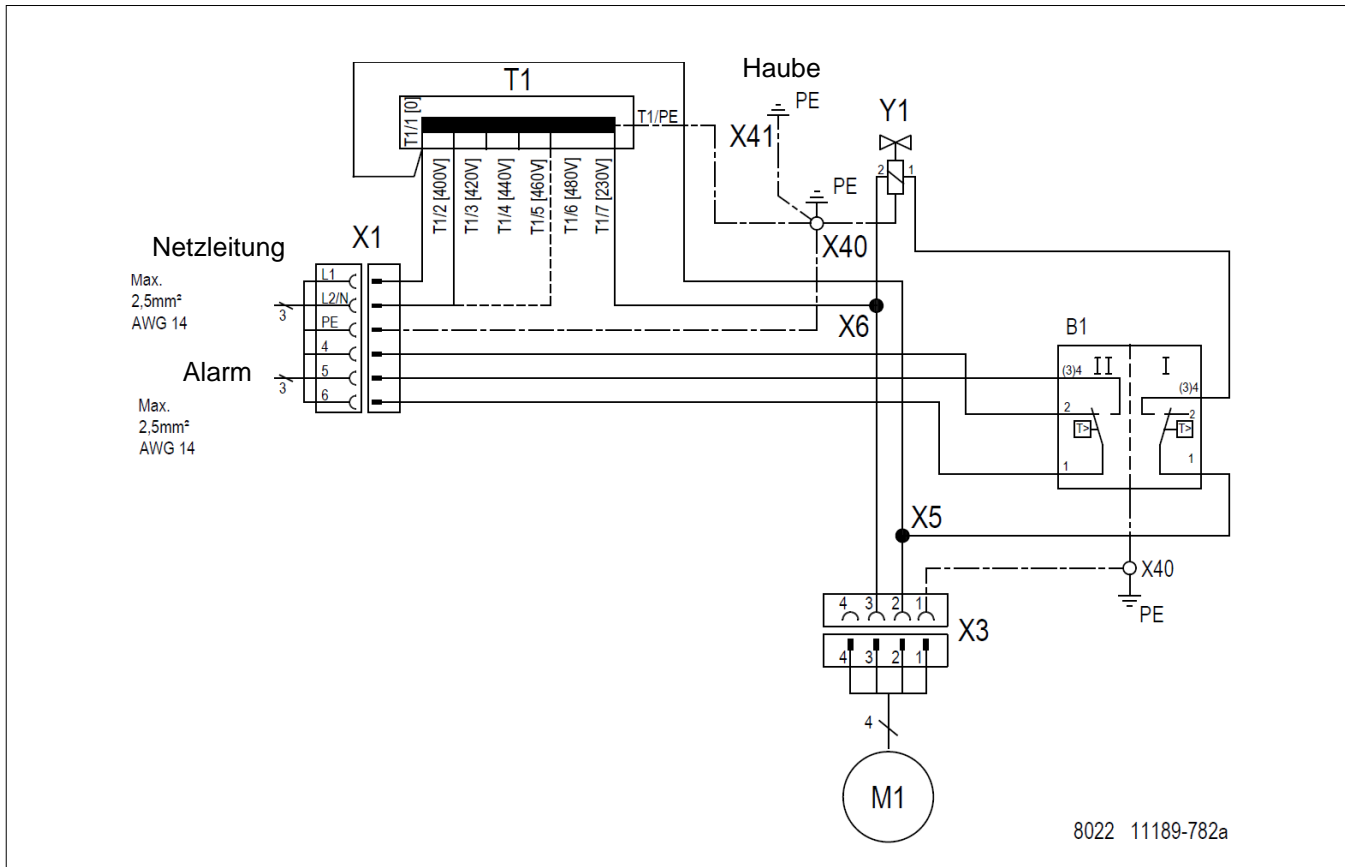 Haube
T1
PE
Y1
T1/1 [0]
T1/PE
X41
2
1
PE
T1/2 [400V]
T1/3 [420V]
T1/4 [440V]
T1/5 [460V]
T1/6 [480V]
T1/7 [230V]
X40
Netzleitung
X1
Max.
2,5mm²
AWG 14
L1
L2/N
3
PE
X6
B1
4
II
I
Alarm
5
3
(3)4
(3)4
6
Max.
2,5mm²
AWG 14
2
2
T>
T>
1
1
X5
X40
PE
4
3
2
1
X3
4
3
2
1
4
M1
8022 11189-782a